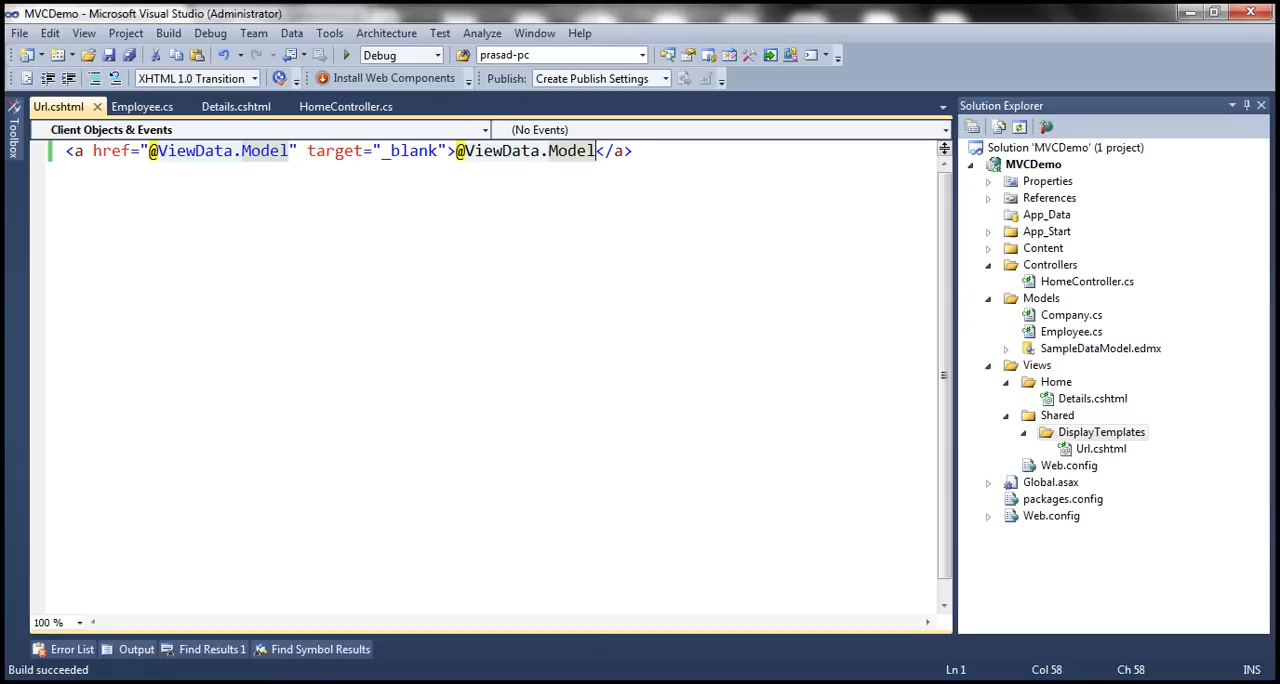 MVCDemo - Microsoft Visual Studio (Administrator)
File Edit View Project Build Debug Team Data Tools Architecture Test Analyze Window Help
Debug prasad-pc
XHTML 1.0 Transition Install Web Components Publish: Create Publish Settings
Url.cshtml Employee.cs Details.cshtml HomeController.cs
Client Objects & Events (No Events)
<a href="@ViewData.Model" target="_blank">@ViewData.Model</a>
Toolbox
Solution Explorer
Solution 'MVCDemo' (1 project)
MVCDemo
Properties
References
App_Data
App_Start
Content
Controllers
HomeController.cs
Models
Company.cs
Employee.cs
SampleDataModel.edmx
Views
Home
Details.cshtml
Shared
DisplayTemplates
Url.cshtml
Web.config
Global.asax
packages.config
Web.config
100 %
Error List Output Find Results 1 Find Symbol Results
Build succeeded Ln 1 Col 58 Ch 58 INS